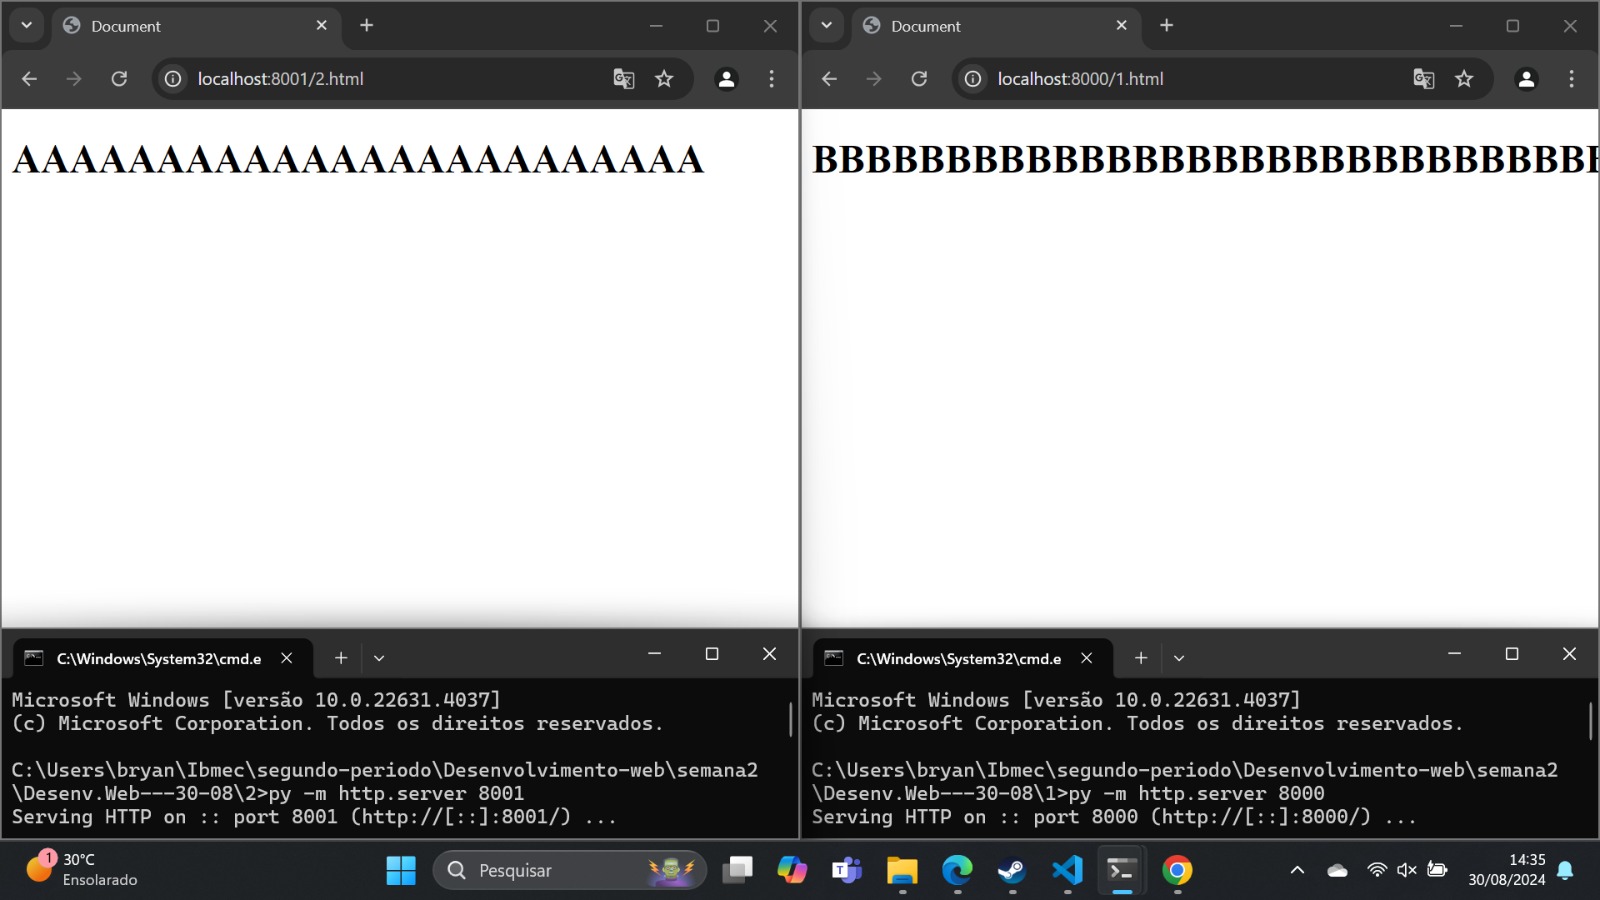 Document
localhost:8001/2.html
AAAAAAAAAAAAAAAAAAAAAAAA
C:\Windows\System32\cmd.e
Microsoft Windows [versão 10.0.22631.4037]
(c) Microsoft Corporation. Todos os direitos reservados.
C:\Users\bryan\Ibmec\segundo-periodo\Desenvolvimento-web\semana2
\Desenv.Web---30-08\2>py -m http.server 8001
Serving HTTP on :: port 8001 (http://[::]:8001/) ...
Document
localhost:8000/1.html
BBBBBBBBBBBBBBBBBBBBBBBBBBBBBB
C:\Windows\System32\cmd.e
Microsoft Windows [versão 10.0.22631.4037]
(c) Microsoft Corporation. Todos os direitos reservados.
C:\Users\bryan\Ibmec\segundo-periodo\Desenvolvimento-web\semana2
\Desenv.Web---30-08\1>py -m http.server 8000
Serving HTTP on :: port 8000 (http://[::]:8000/) ...
1
30°C
Ensolarado
Pesquisar
14:35
30/08/2024